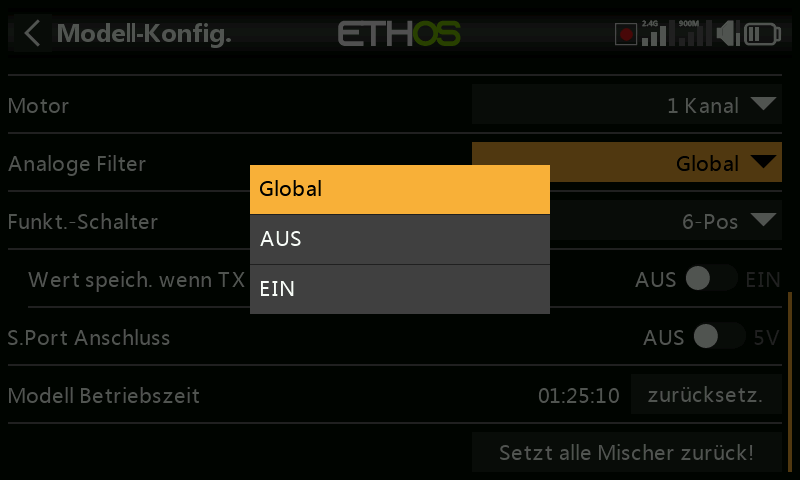 Modell-Konfig.
ETHOS
2.4G
900M
Motor
1 Kanal
Analoge Filter
Global
Global
AUS
EIN
Funkt.-Schalter
6-Pos
Wert speich. wenn TX
AUS
EIN
S.Port Anschluss
AUS
5V
Modell Betriebszeit
01:25:10
zurücksetz.
Setzt alle Mischer zurück!